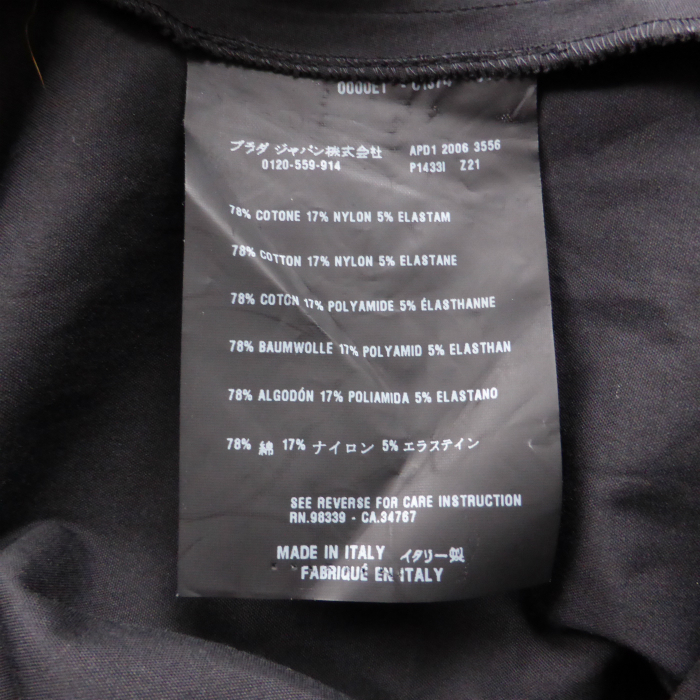 プラダ ジャパン株式会社 APD1 2006 3556
0120-559-914 P1433I Z21
78% COTONE 17% NYLON 5% ELASTAM
78% COTTON 17% NYLON 5% ELASTANE
78% COTON 17% POLYAMIDE 5% ÉLASTHANNE
78% BAUMWOLLE 17% POLYAMID 5% ELASTHAN
78% ALGODÓN 17% POLIAMIDA 5% ELASTANO
78% 綿 17% ナイロン 5% エラステイン
SEE REVERSE FOR CARE INSTRUCTION
RN.98339 - CA.34767
MADE IN ITALY イタリー製
FABRIQUÉ EN ITALY